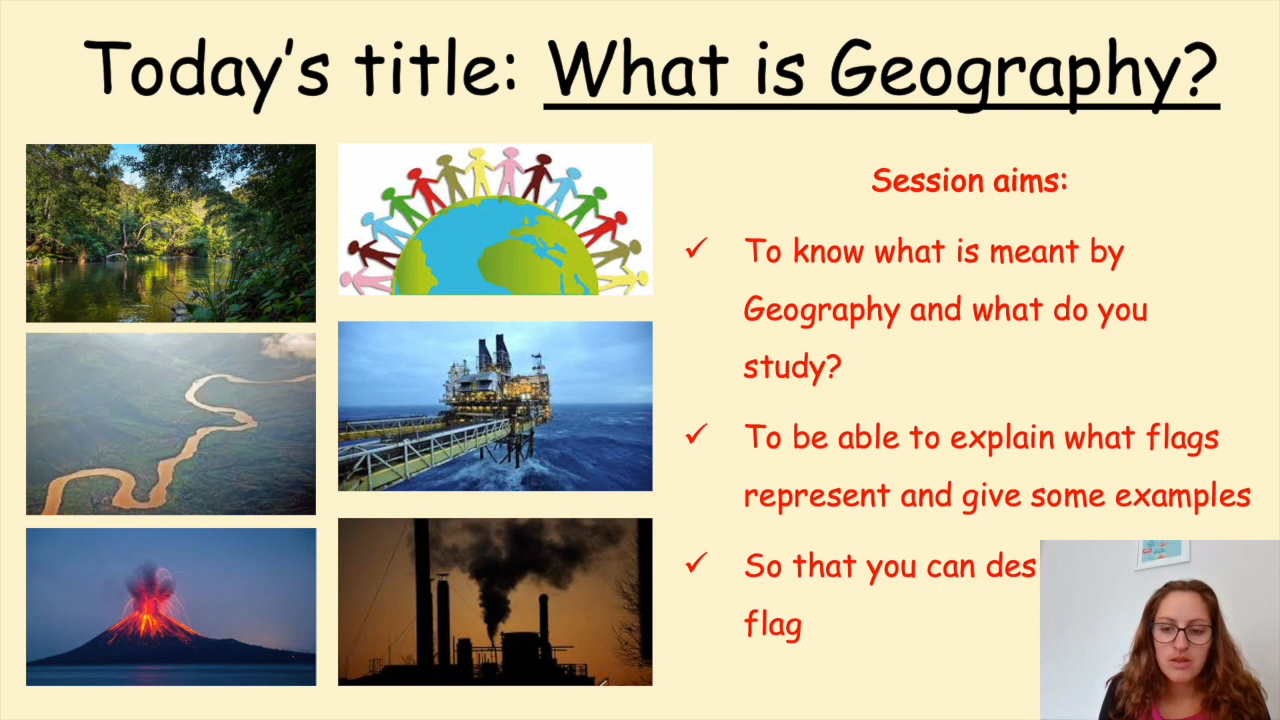 Today's title: What is Geography?
Session aims:
✓ To know what is meant by
Geography and what do you
study?
✓ To be able to explain what flags
represent and give some examples
✓ So that you can des
flag